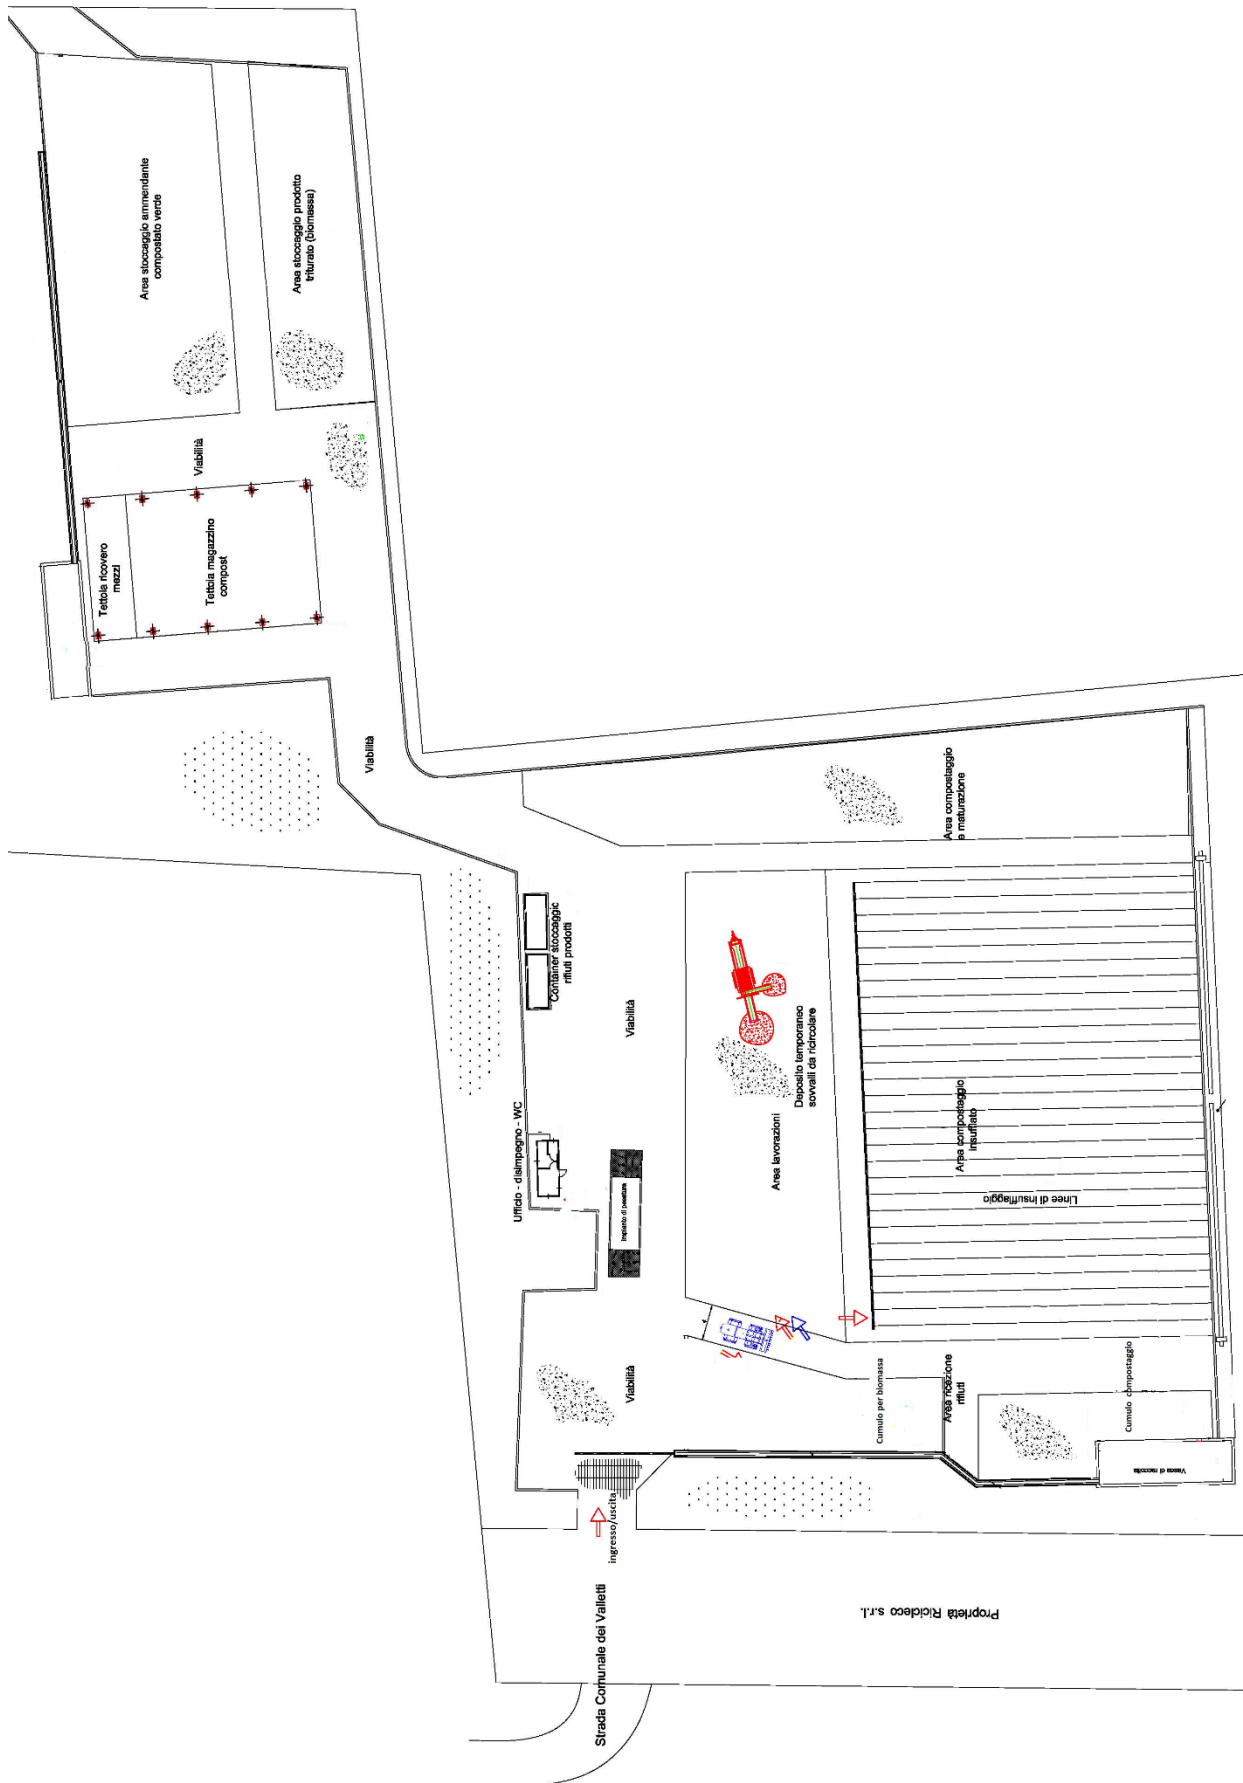 Area stoccaggio ammendante
compostato verde
Area stoccaggio prodotto
triturato (biomassa)
Viabilità
Tettoia ricovero
mezzi
Tettoia magazzino
compost
Viabilità
Area compostaggio
e maturazione
Container stoccaggic
rifiuti prodotti
Viabilità
Deposito temporaneo
sovvalli da ricircolare
Area lavorazioni
Ufficio - disimpegno - WC
Impianto di pesatura
Area compostaggio
insufflato
Linee di insufflaggio
4
Viabilità
Cumulo per biomassa
Area ricezione
rifiuti
Cumulo compostaggio
Vasca di raccolta
ingresso/uscita
Strada Comunale dei Valletti
Proprietà Ricicleco s.r.l.